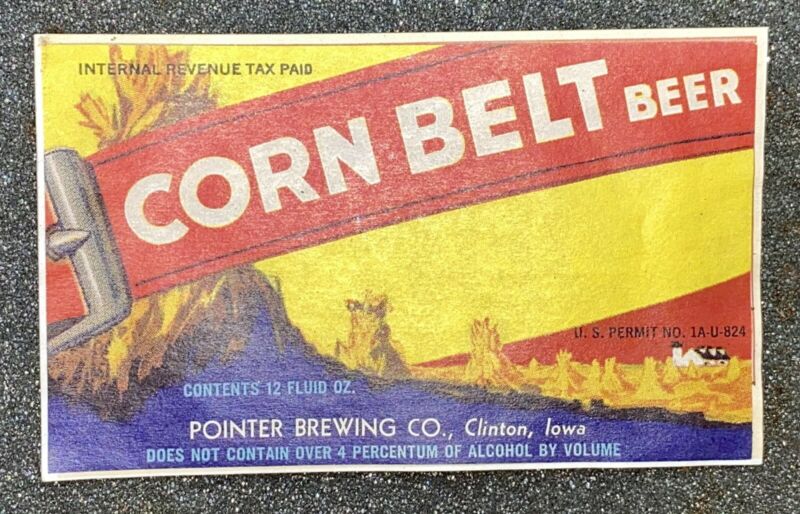 INTERNAL REVENUE TAX PAID
CORN BELT BEER
U. S. PERMIT NO. 1A-U-824
CONTENTS 12 FLUID OZ.
POINTER BREWING CO., Clinton, Iowa
DOES NOT CONTAIN OVER 4 PERCENTUM OF ALCOHOL BY VOLUME